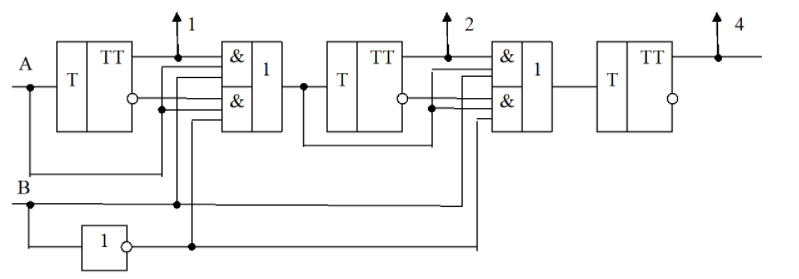 1 2 4
A TT & 1 TT & 1 TT
T T T
& &
B
1